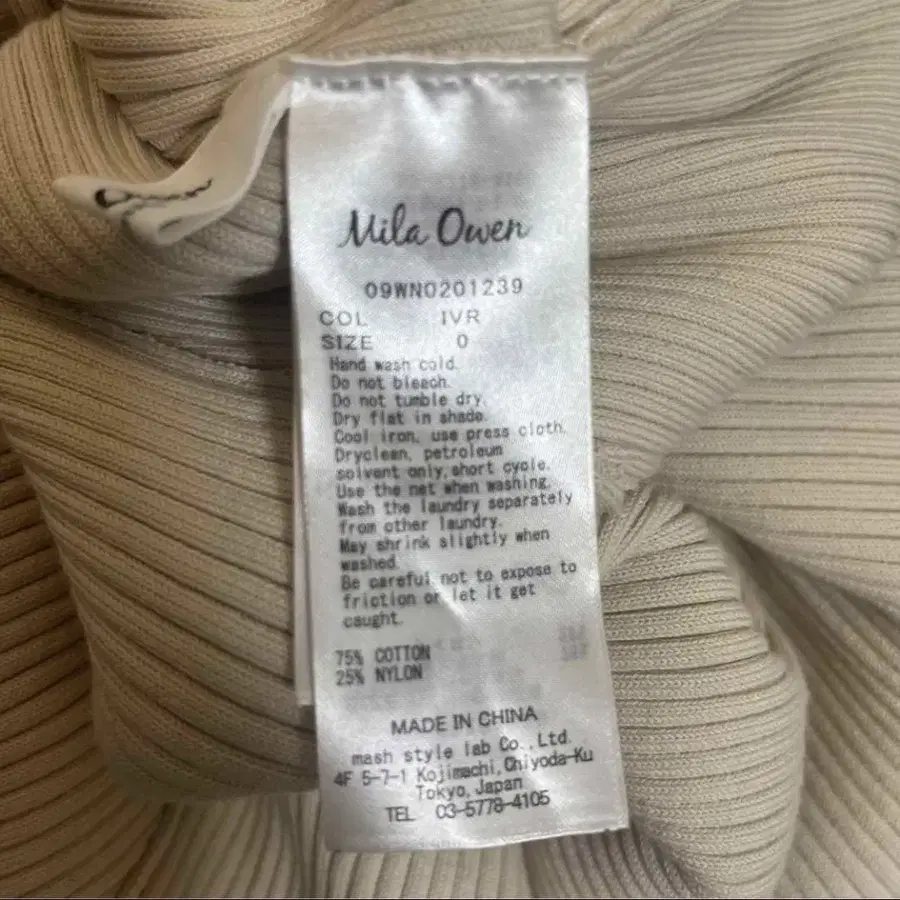 Mila Owen
09WNO201239
COL IVR
SIZE 0
Hand wash cold.
Do not bleach.
Do not tumble dry.
Dry flat in shade.
Cool iron, use press cloth.
Dryclean, petroleum
solvent only, short cycle.
Use the net when washing.
Wash the laundry separately
from other laundry.
May shrink slightly when
washed.
Be careful not to expose to
friction or let it get
caught.
75% COTTON
25% NYLON
MADE IN CHINA
mash style lab Co., Ltd.
4F 5-7-1 Kojimachi, Chiyoda-Ku
Tokyo, Japan
TEL 03-5778-4105